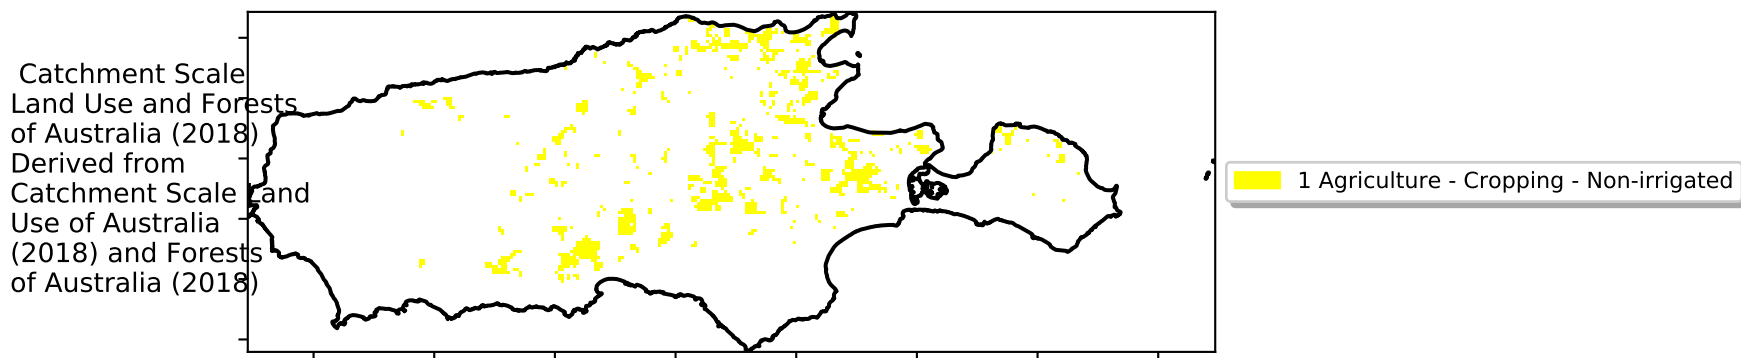 Catchment Scale
Land Use and Forests
of Australia (2018)
Derived from
Catchment Scale Land
Use of Australia
(2018) and Forests
of Australia (2018)
1 Agriculture - Cropping - Non-irrigated